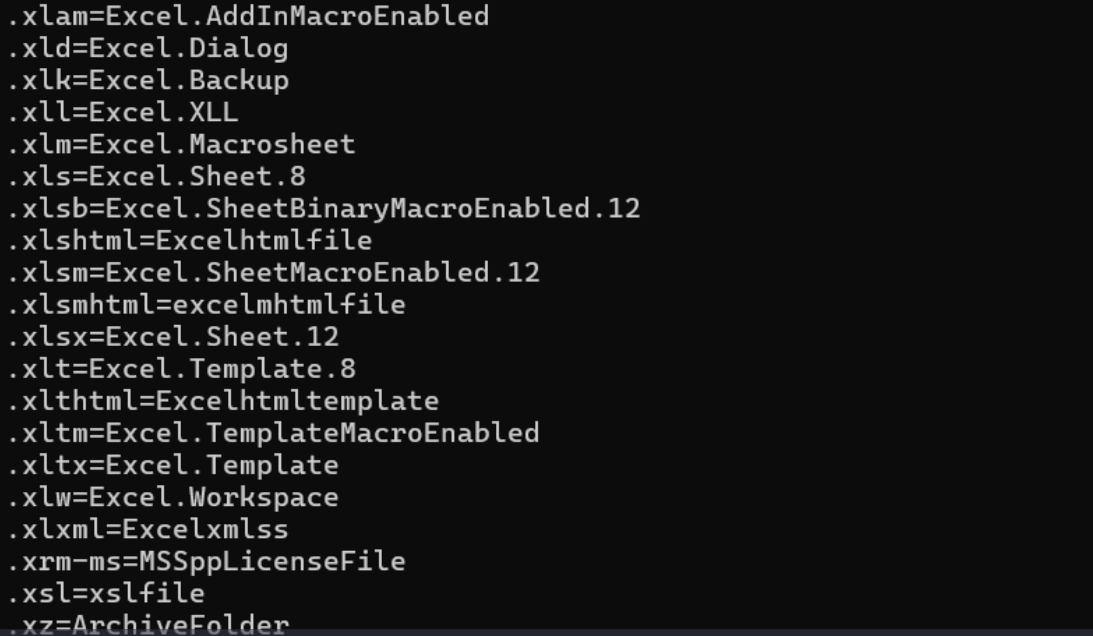 .xlam=Excel.AddInMacroEnabled
.xld=Excel.Dialog
.xlk=Excel.Backup
.xll=Excel.XLL
.xlm=Excel.Macrosheet
.xls=Excel.Sheet.8
.xlsb=Excel.SheetBinaryMacroEnabled.12
.xlshtml=Excelhtmlfile
.xlsm=Excel.SheetMacroEnabled.12
.xlsmhtml=excelmhtmlfile
.xlsx=Excel.Sheet.12
.xlt=Excel.Template.8
.xlthtml=Excelhtmltemplate
.xltm=Excel.TemplateMacroEnabled
.xltx=Excel.Template
.xlw=Excel.Workspace
.xlxml=Excelxmlss
.xrm-ms=MSSppLicenseFile
.xsl=xslfile
.xz=ArchiveFolder